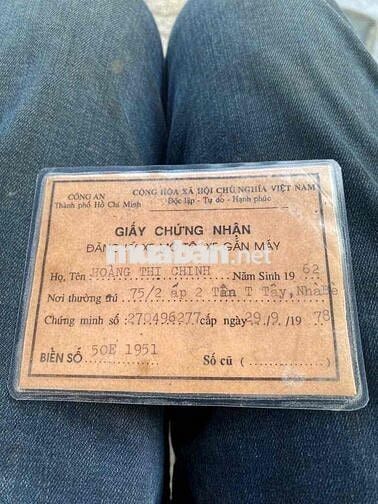 CÔNG AN
Thành phố Hồ Chí Minh
CỘNG HÒA XÃ HỘI CHỦ NGHĨA VIỆT NAM
Độc lập - Tự do - Hạnh phúc
GIẤY CHỨNG NHẬN
GẮN MÁY
Họ, Tên HOÀNG THỊ CHINH Năm Sinh 19 62
Nơi thường trú 75/2 ấp 2 Tân T Tây, NhàBè
Chứng minh số 270496277 cấp ngày 29/9/19 78
BIỂN SỐ 50E 1951 Số cũ (..........)
NHATOT